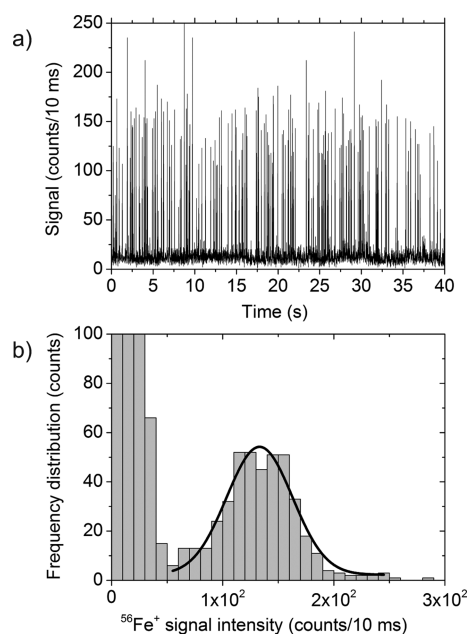 a)
250
200
150
100
50
0
Signal (counts/10 ms)
0 5 10 15 20 25 30 35 40
Time (s)
b)
100
80
60
40
20
0
Frequency distribution (counts)
0 1x10² 2x10² 3x10²
⁵⁶Fe⁺ signal intensity (counts/10 ms)